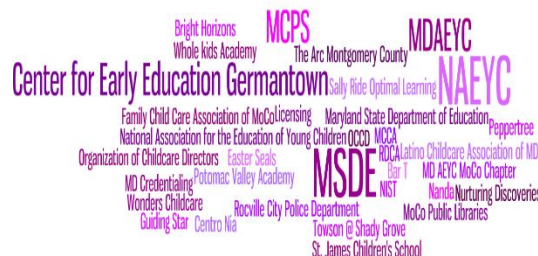 Bright Horizons
MCPS
MDAEYC
Whole kids Academy
The Arc Montgomery County
Center for Early Education Germantown
Sally Ride Optimal Learning
NAEYC
Family Child Care Association of MoCo
Licensing
Maryland State Department of Education
Peppertree
National Association for the Education of Young Children
OCCD
MCCA
Organization of Childcare Directors
Easter Seals
MSDE
RDCA
Latino Childcare Association of MD
MD Credentialing
Potomac Valley Academy
Bar T
MD AEYC MoCo Chapter
Wonders Childcare
NIST
Nanda
Nurturing Discoveries
Guiding Star
Centro Nia
Rocville City Police Department
MoCo Public Libraries
Towson @ Shady Grove
St. James Children's School